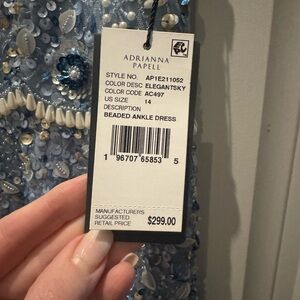 ADRIANNA
PAPELL
STYLE NO. AP1E211052
COLOR DESC ELEGANTSKY
COLOR CODE AC497
US SIZE 14
DESCRIPTION
BEADED ANKLE DRESS
1 96707 65853 5
MANUFACTURERS
SUGGESTED
RETAIL PRICE $299.00